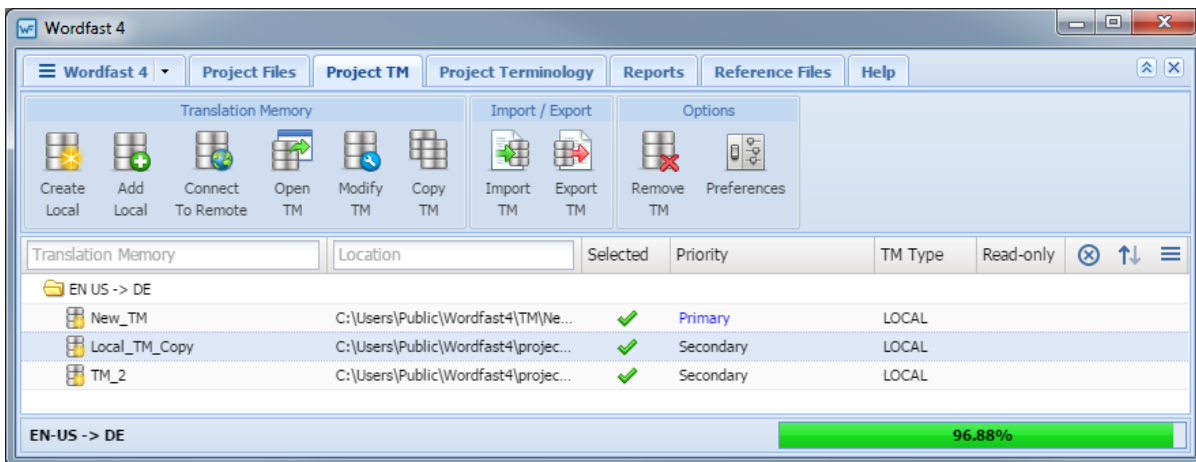 Wordfast 4
Wordfast 4 Project Files Project TM Project Terminology Reports Reference Files Help
Translation Memory Import / Export Options
Create Local
Add Local
Connect To Remote
Open TM
Modify TM
Copy TM
Import TM
Export TM
Remove TM
Preferences
Translation Memory Location Selected Priority TM Type Read-only
EN US -> DE
New_TM C:\Users\Public\Wordfast4\TM\Ne... Primary LOCAL
Local_TM_Copy C:\Users\Public\Wordfast4\projec... Secondary LOCAL
TM_2 C:\Users\Public\Wordfast4\projec... Secondary LOCAL
EN-US -> DE 96.88%